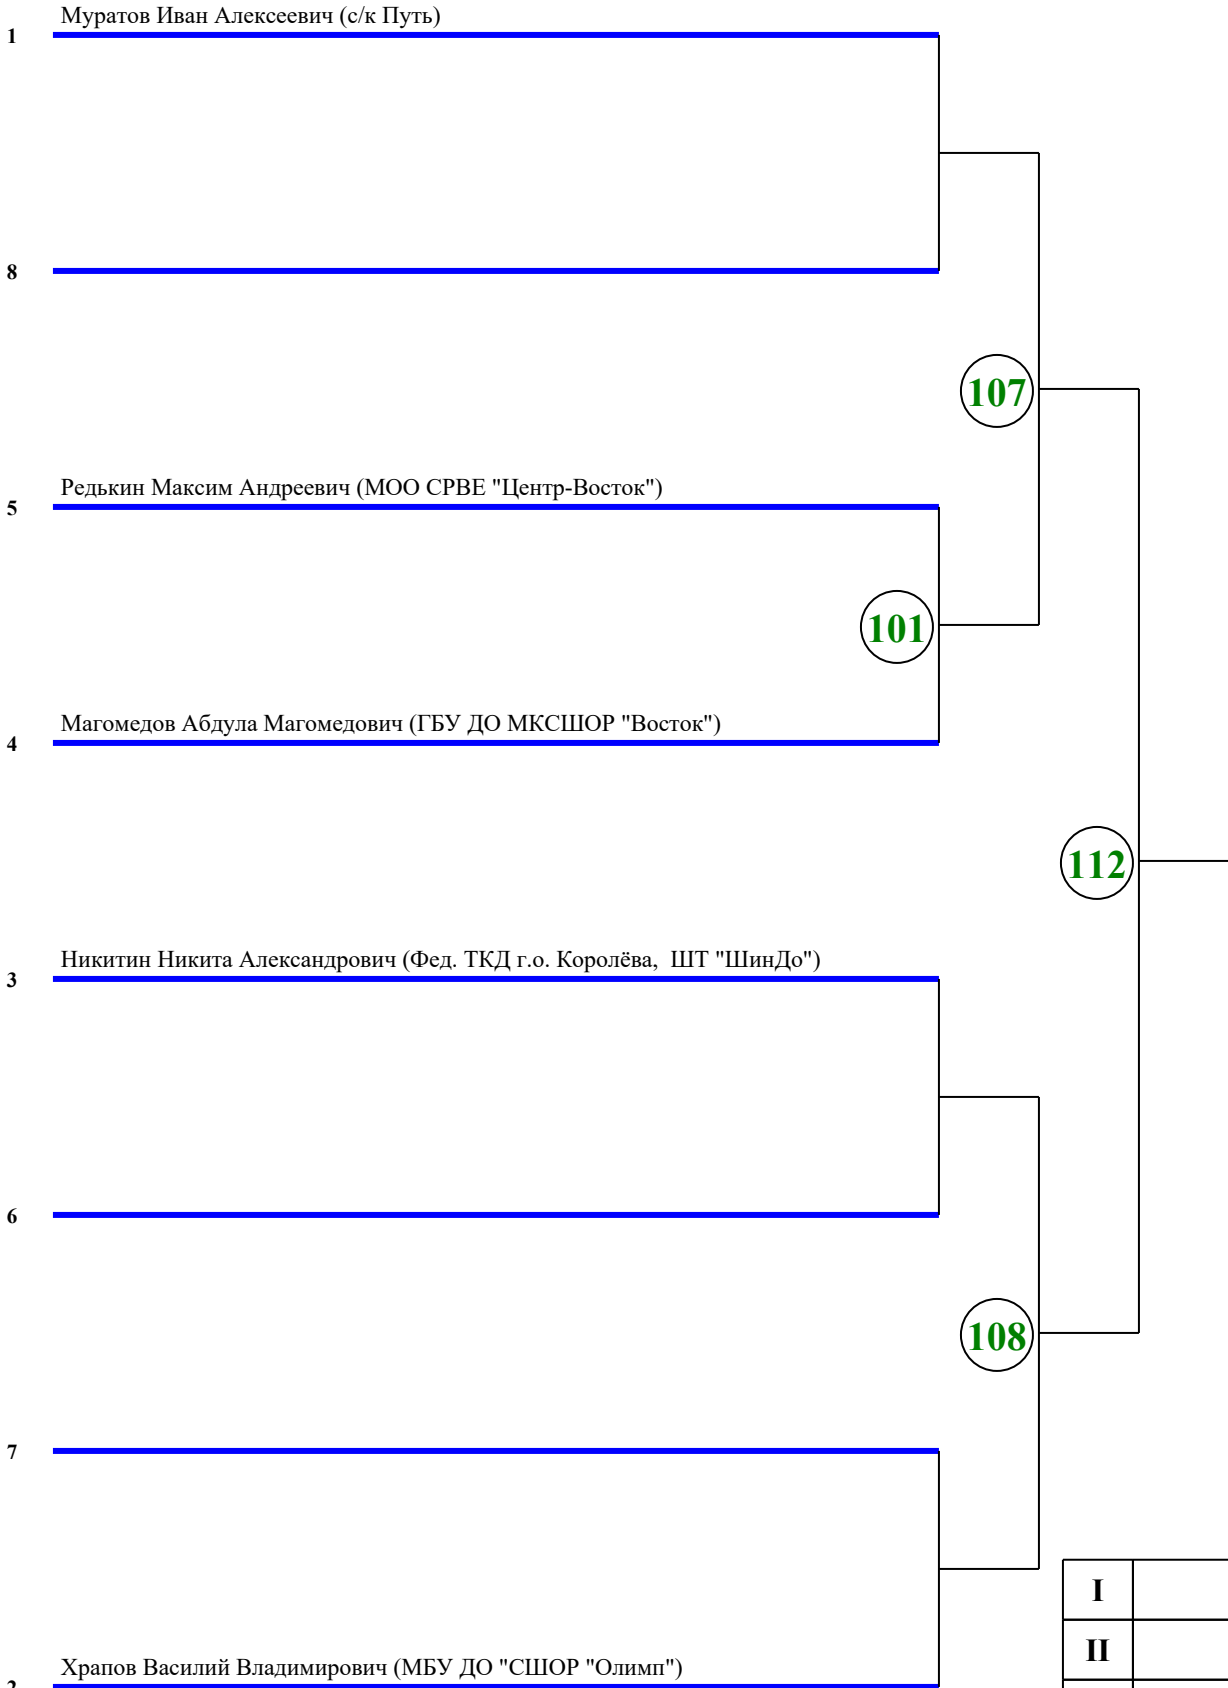 Муратов Иван Алексеевич (с/к Путь)
1
8
107
Редькин Максим Андреевич (МОО СРВЕ "Центр-Восток")
5
101
Магомедов Абдула Магомедович (ГБУ ДО МКСШОР "Восток")
4
112
Никитин Никита Александрович (Фед. ТКД г.о. Королёва, ШТ "ШинДо")
3
6
108
7
I
II
Храпов Василий Владимирович (МБУ ДО "СШОР "Олимп")
2